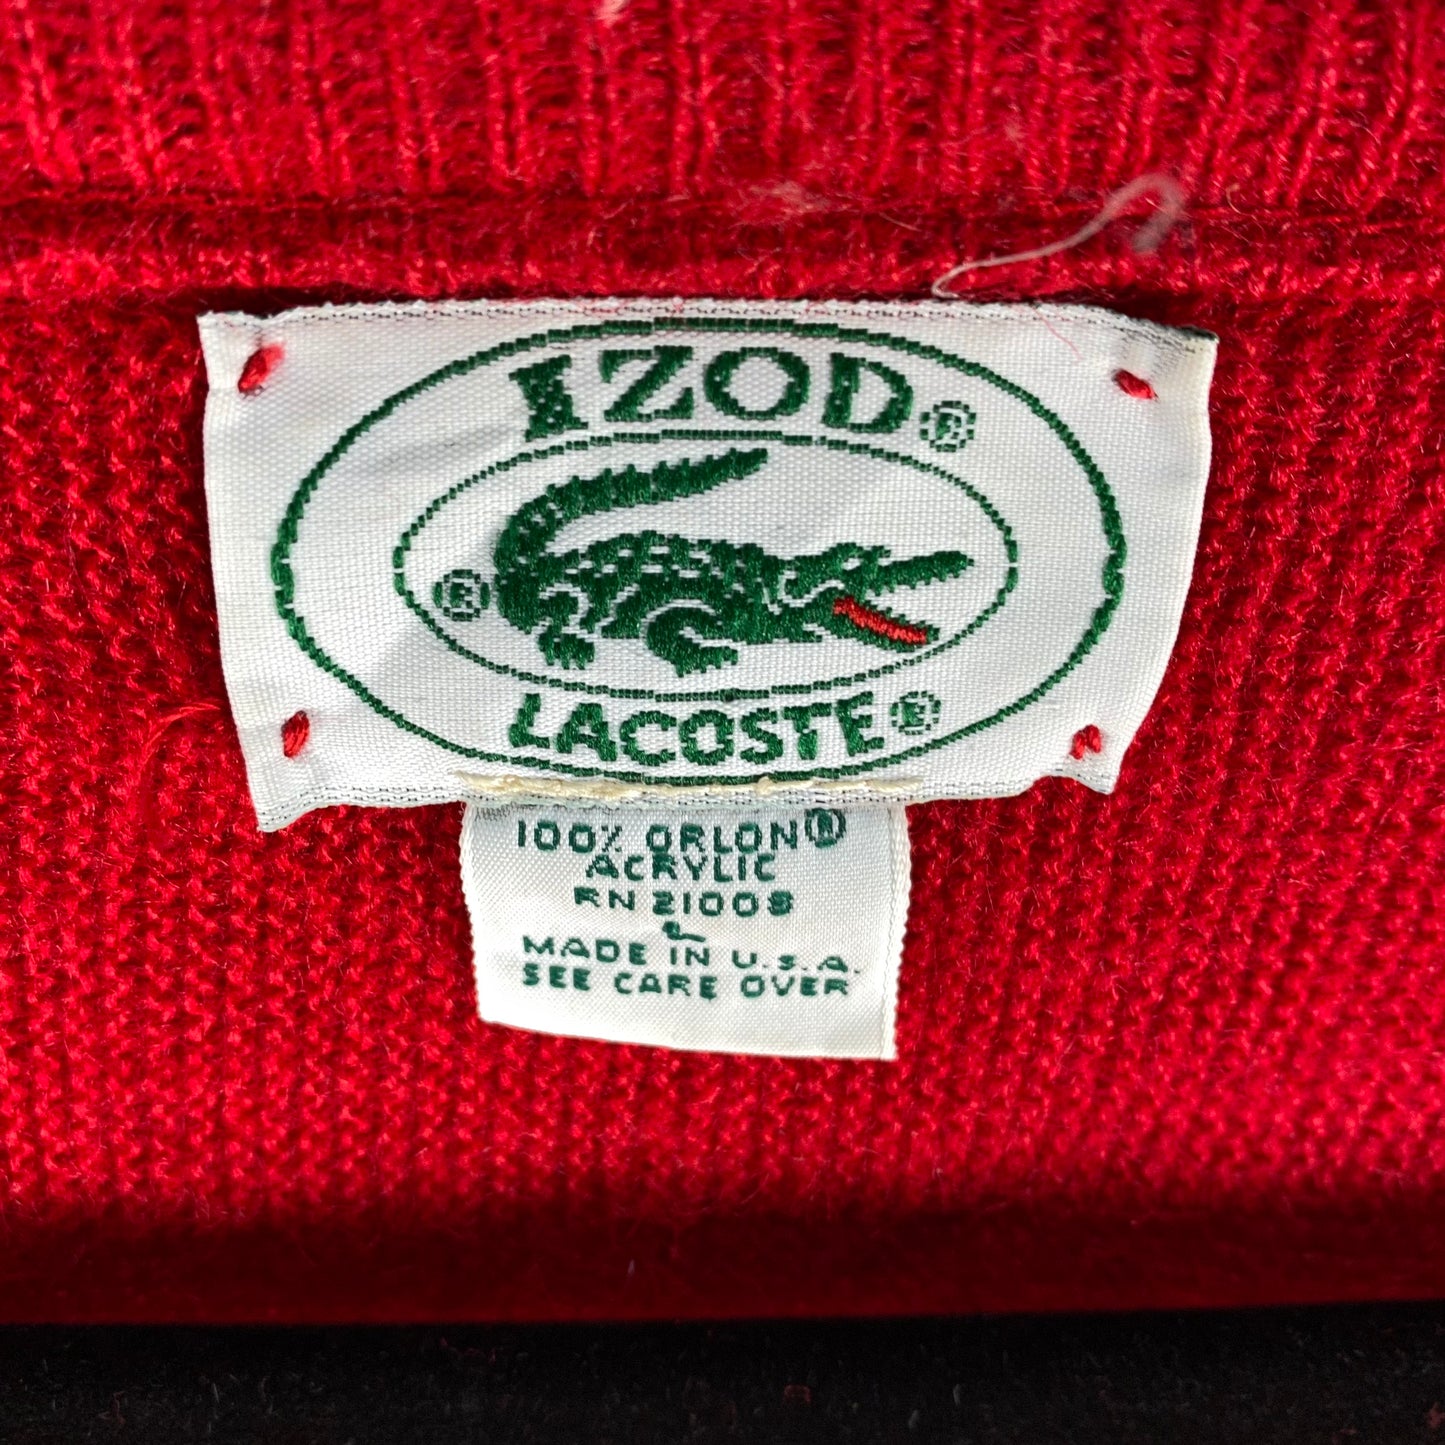 IZOD®
®
LACOSTE®
100% ORLON®
ACRYLIC
RN 21008
L
MADE IN U.S.A.
SEE CARE OVER